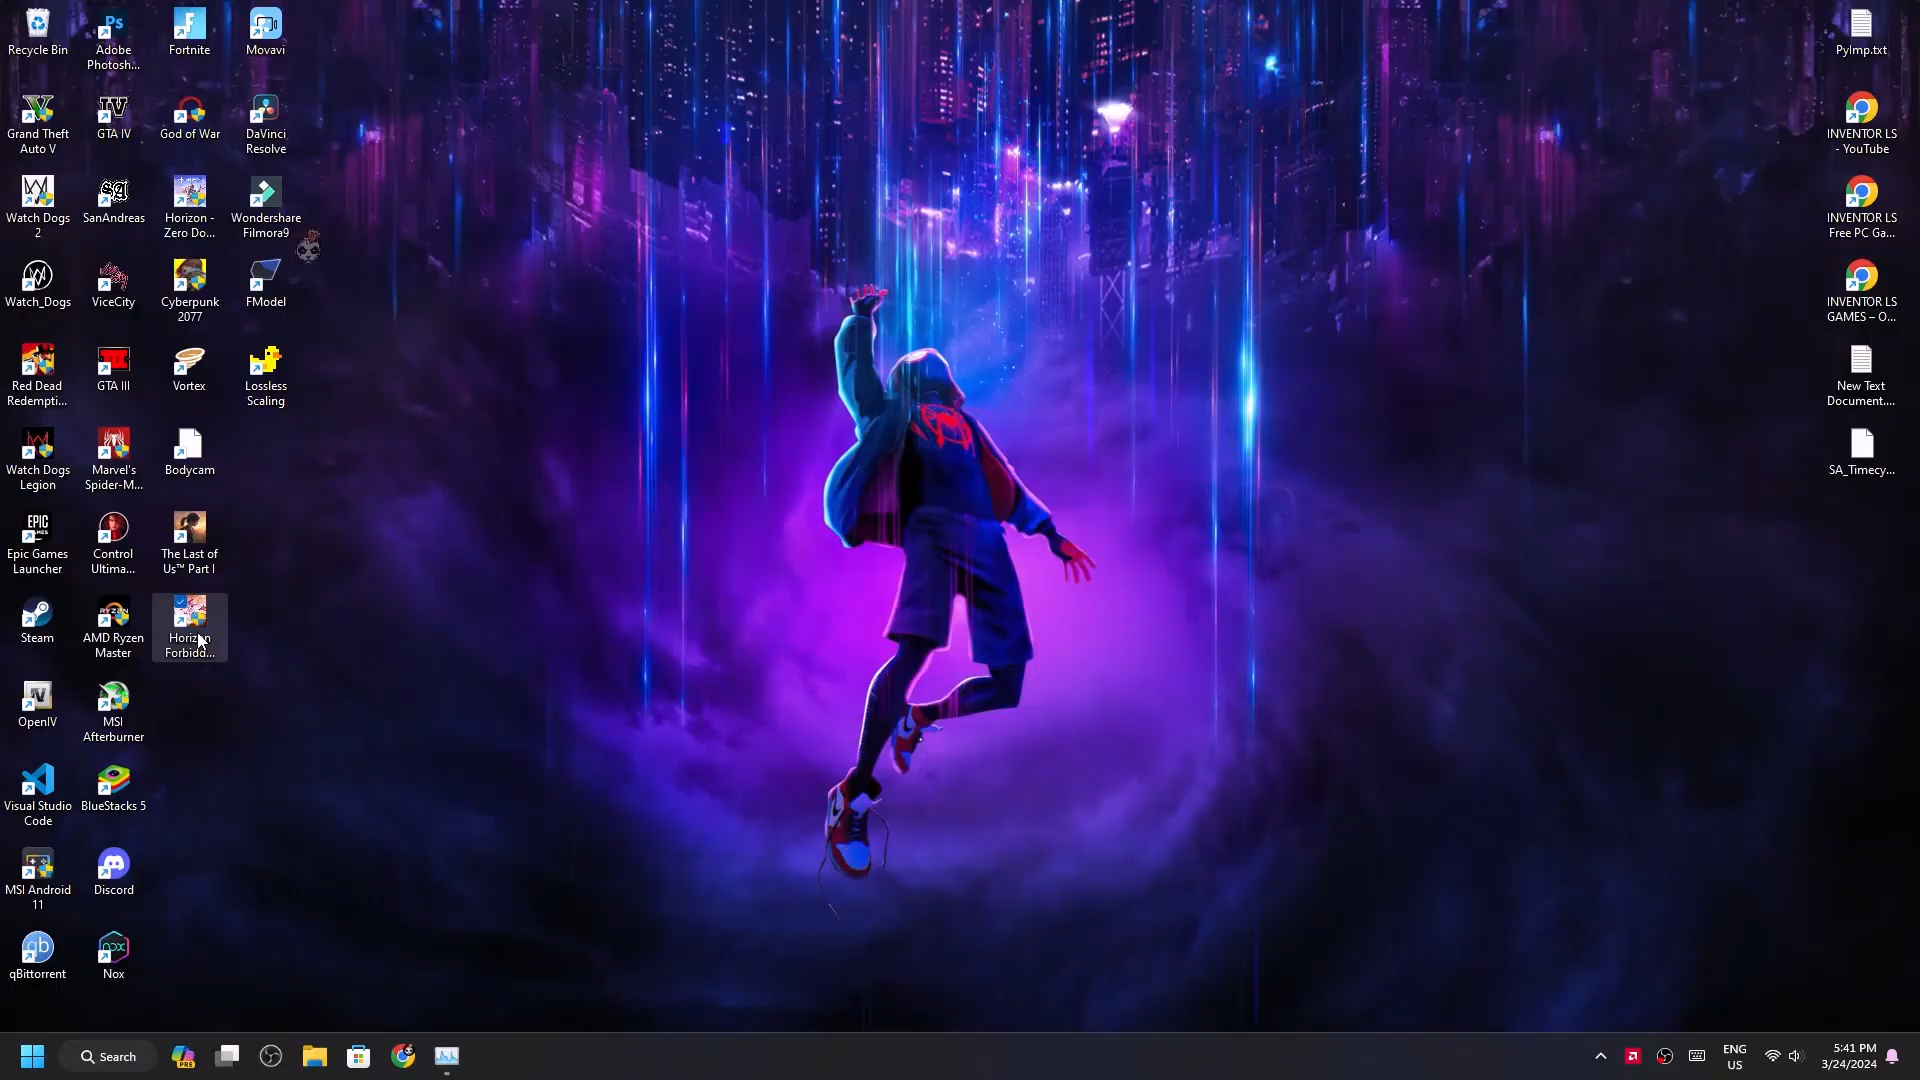 Recycle Bin
Adobe
Photosh...
Fortnite
Movavi
Grand Theft
Auto V
GTA IV
God of War
DaVinci
Resolve
Watch Dogs
2
SanAndreas
Horizon -
Zero Do...
Wondershare
Filmora9
Watch_Dogs
ViceCity
Cyberpunk
2077
FModel
Red Dead
Redempti...
GTA III
Vortex
Lossless
Scaling
Watch Dogs
Legion
Marvel's
Spider-M...
Bodycam
Epic Games
Launcher
Control
Ultima...
The Last of
Us™ Part I
Steam
AMD Ryzen
Master
Horizon
Forbidd...
OpenIV
MSI
Afterburner
Visual Studio
Code
BlueStacks 5
MSI Android
11
Discord
qBittorrent
Nox
PyImp.txt
INVENTOR LS
- YouTube
INVENTOR LS
Free PC Ga...
INVENTOR LS
GAMES – O...
New Text
Document....
SA_Timecy...
Search
ENG
US
5:41 PM
3/24/2024